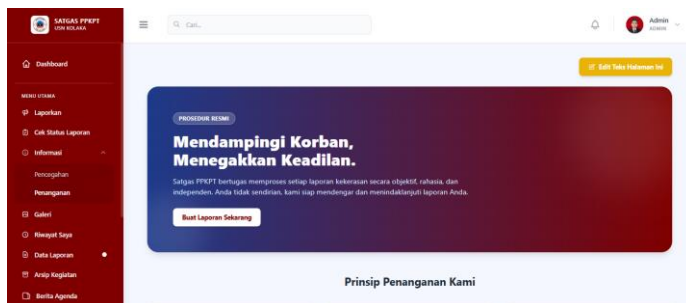 SATGAS PPKPT
USN KOLAKA
Cari...
Admin
ADMIN
Dashboard
Edit Teks Halaman Ini
MENU UTAMA
Laporkan
Cek Status Laporan
Informasi
Pencegahan
Penanganan
Galeri
Riwayat Saya
Data Laporan
Arsip Kegiatan
Berita Agenda
PROSEDUR RESMI
Mendampingi Korban,
Menegakkan Keadilan.
Satgas PPKPT bertugas memproses setiap laporan kekerasan secara objektif, rahasia, dan
independen. Anda tidak sendirian, kami siap mendengar dan menindaklanjuti laporan Anda.
Buat Laporan Sekarang
Prinsip Penanganan Kami